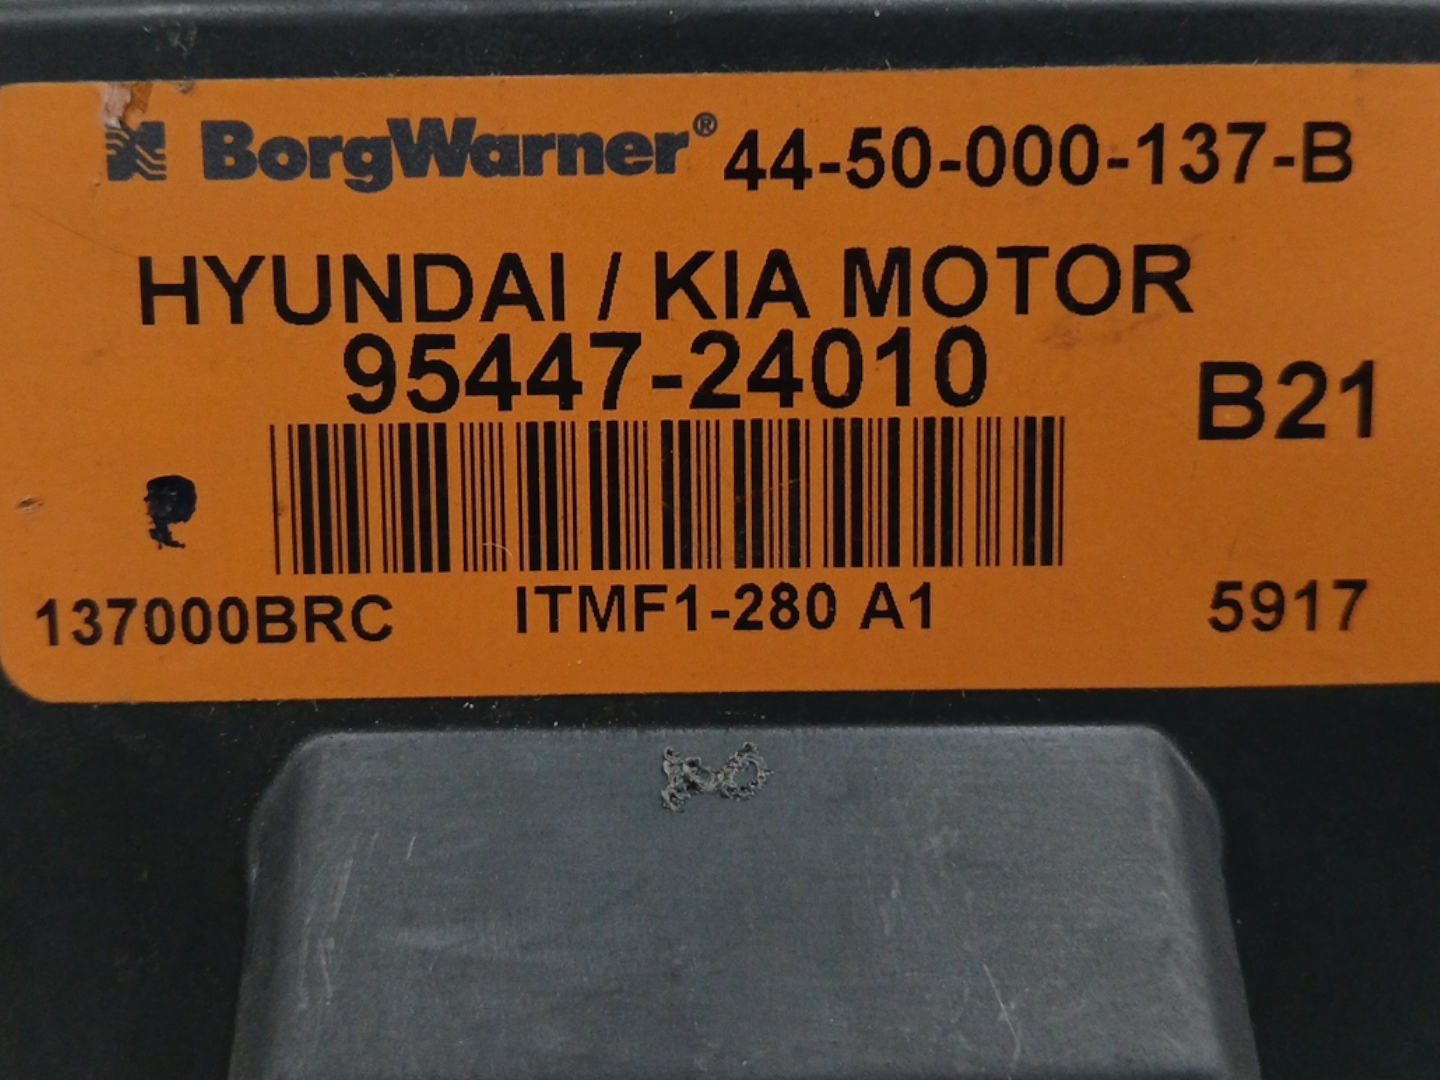 BorgWarner® 44-50-000-137-B
HYUNDAI / KIA MOTOR
95447-24010
B21
137000BRC ITMF1-280 A1 5917